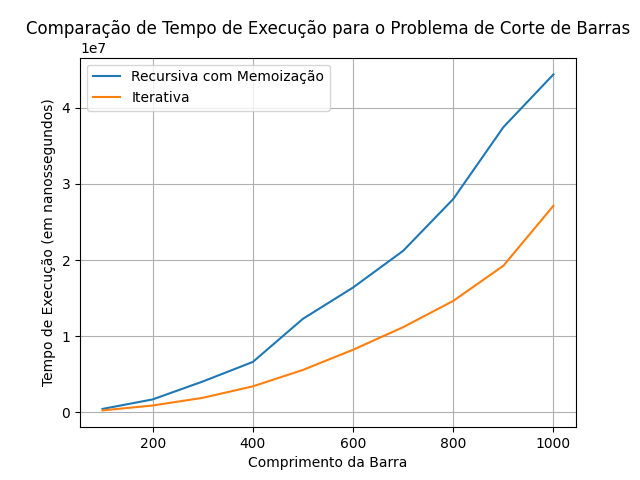 Comparação de Tempo de Execução para o Problema de Corte de Barras
1e7
Recursiva com Memoização
Iterativa
Tempo de Execução (em nanossegundos)
4
3
2
1
0
200 400 600 800 1000
Comprimento da Barra